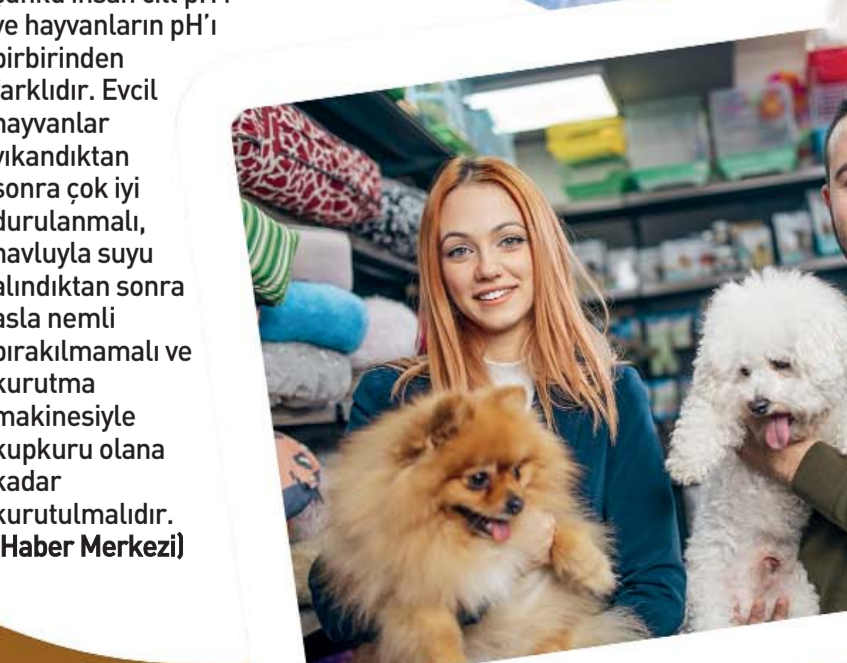 ve hayvanların pH’ı
birbirinden
farklıdır. Evcil
hayvanlar
yıkandıktan
sonra çok iyi
durulanmalı,
havluyla suyu
alındıktan sonra
asla nemli
bırakılmamalı ve
kurutma
makinesiyle
kupkuru olana
kadar
kurutulmalıdır.
(Haber Merkezi)